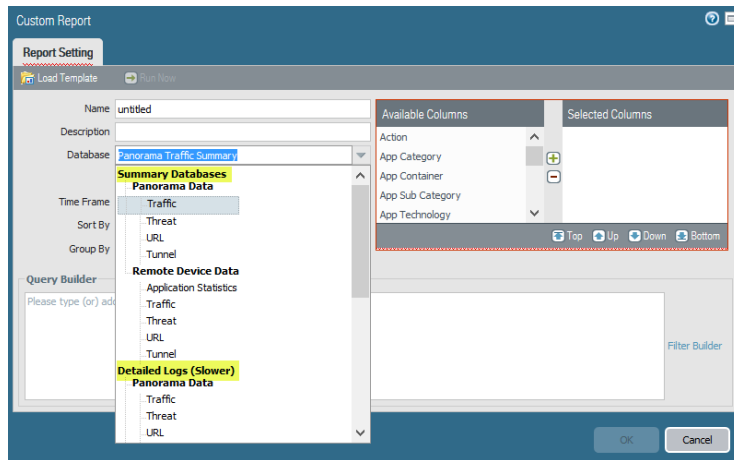 Custom Report
Report Setting
Load Template
Run Now
Name untitled
Description
Database Panorama Traffic Summary
Summary Databases
Panorama Data
Traffic
Threat
URL
Tunnel
Remote Device Data
Application Statistics
Traffic
Threat
URL
Tunnel
Detailed Logs (Slower)
Panorama Data
Traffic
Threat
URL
Time Frame
Sort By
Group By
Available Columns
Action
App Category
App Container
App Sub Category
App Technology
Selected Columns
Top Up Down Bottom
Query Builder
Please type (or) add
Filter Builder
OK Cancel